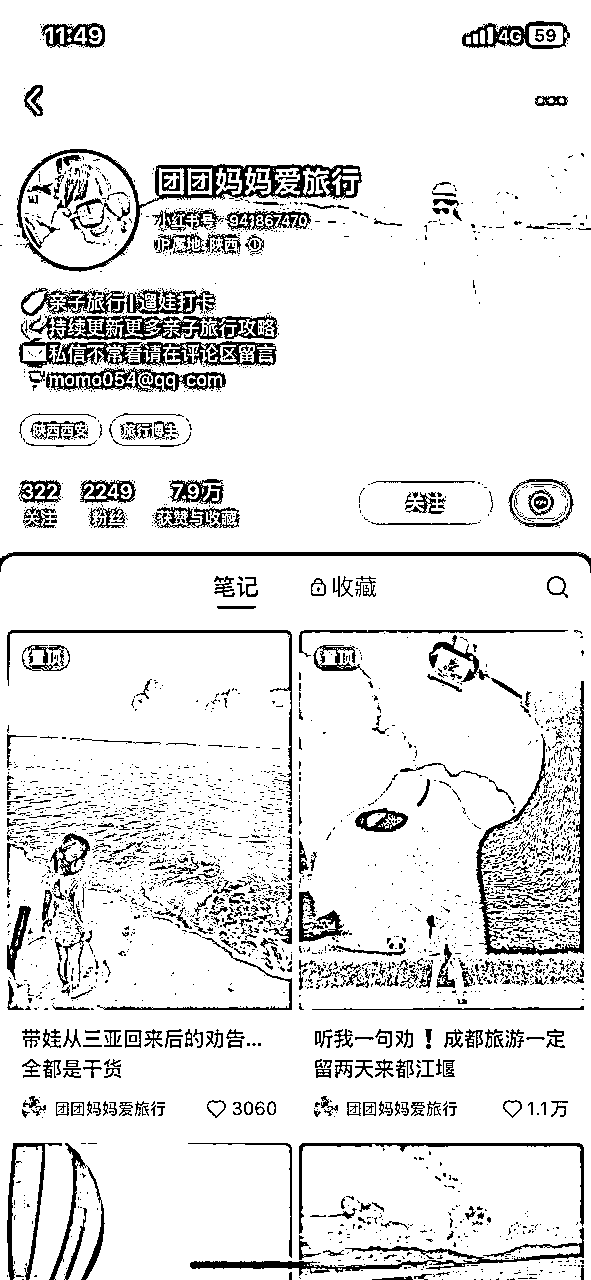 11:49
4G 59
团团妈妈爱旅行
小红书号：941867470
IP属地：陕西
亲子旅行|遛娃打卡
持续更新更多亲子旅行攻略
私信不常看请在评论区留言
momo054@qq.com
陕西西安 旅行博主
322 2249 7.9万
关注 粉丝 获赞与收藏
关注
笔记 收藏
置顶 置顶
带娃从三亚回来后的劝告...
全都是干货
团团妈妈爱旅行 3060
听我一句劝❗成都旅游一定
留两天来都江堰
团团妈妈爱旅行 1.1万